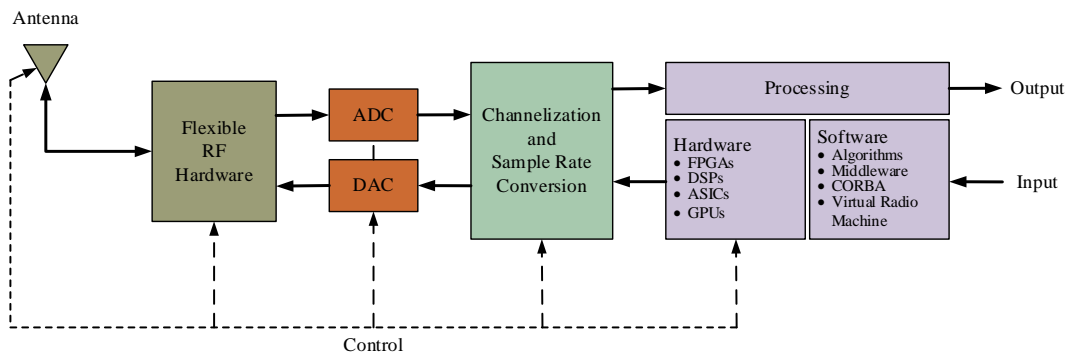 Antenna
Flexible
RF
Hardware
ADC
DAC
Channelization
and
Sample Rate
Conversion
Processing
Output
Hardware
• FPGAs
• DSPs
• ASICs
• GPUs
Software
• Algorithms
• Middleware
• CORBA
• Virtual Radio
Machine
Input
Control